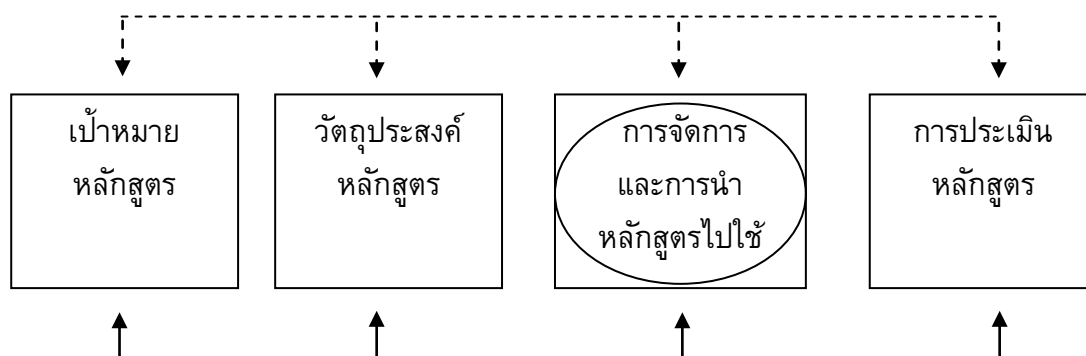 เป้าหมาย
หลักสูตร
วัตถุประสงค์
หลักสูตร
การจัดการ
และการนำ
หลักสูตรไปใช้
การประเมิน
หลักสูตร